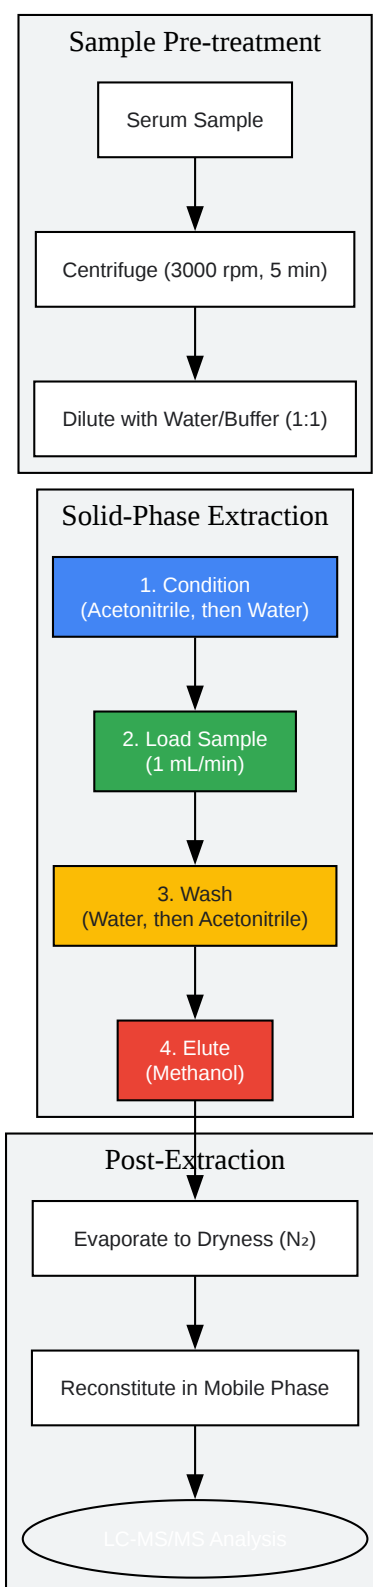 Sample Pre-treatment
Serum Sample
Centrifuge (3000 rpm, 5 min)
Dilute with Water/Buffer (1:1)
Solid-Phase Extraction
1. Condition
(Acetonitrile, then Water)
2. Load Sample
(1 mL/min)
3. Wash
(Water, then Acetonitrile)
4. Elute
(Methanol)
Post-Extraction
Evaporate to Dryness (N₂)
Reconstitute in Mobile Phase
LC-MS/MS Analysis